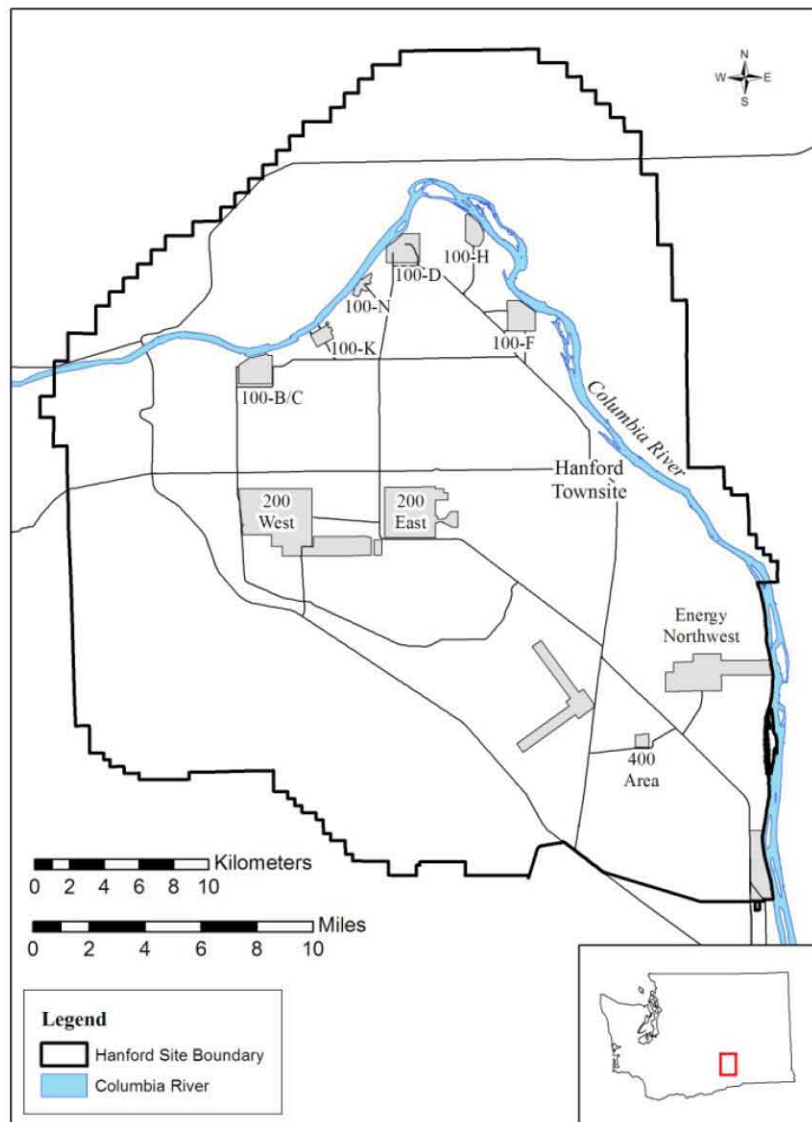 N
W E
S
100-H
100-D
100-N
100-F
100-K
100-B/C
Columbia River
Hanford
Townsite
200
West
200
East
Energy
Northwest
400
Area
Kilometers
0 2 4 6 8 10
Miles
0 2 4 6 8 10
Legend
Hanford Site Boundary
Columbia River